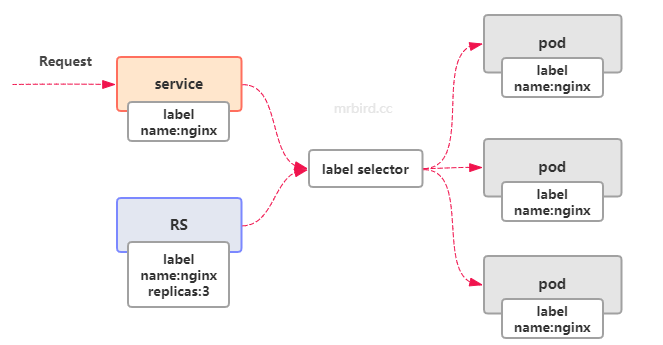 Request
service
label
name:nginx
RS
label
name:nginx
replicas:3
mrbird.cc
label selector
pod
label
name:nginx
pod
label
name:nginx
pod
label
name:nginx